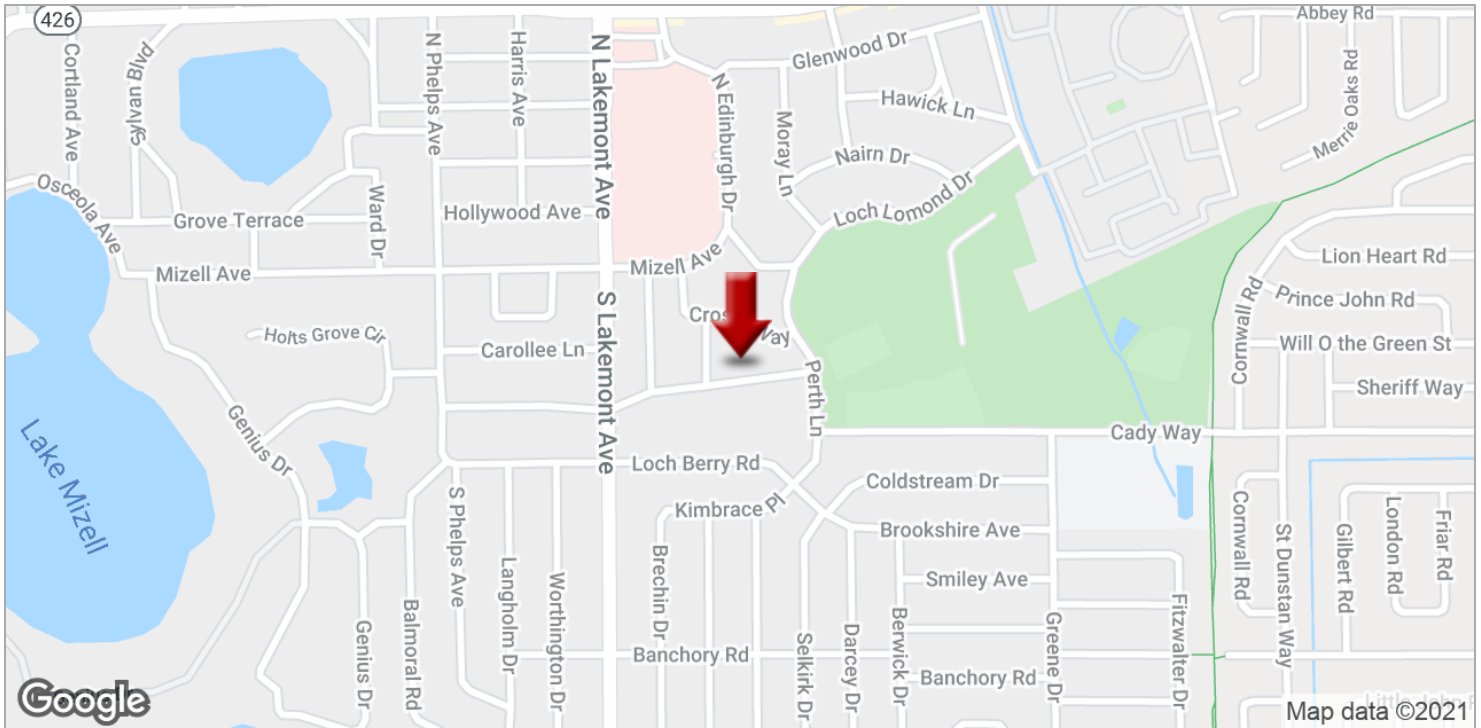 426
Cortland Ave
Sylvan Blvd
N Phelps Ave
Harris Ave
N Lakemont Ave
N Edinburgh Dr
Moray Ln
Glenwood Dr
Hawick Ln
Nairn Dr
Loch Lomond Dr
Abbey Rd
Merrie Oaks Rd
Osceola Ave
Grove Terrace
Ward Dr
Hollywood Ave
Mizell Ave
Mizell Ave
Lion Heart Rd
Prince John Rd
Cornwall Rd
Will O the Green St
Sheriff Way
Holts Grove Cir
Carollee Ln
S Lakemont Ave
Way
Perth Ln
Cady Way
Genius Dr
Lake Mizell
Loch Berry Rd
Kimbrace Pl
Coldstream Dr
Brookshire Ave
Smiley Ave
S Phelps Ave
Langholm Dr
Worthington Dr
Brechin Dr
Genius Dr
Balmoral Rd
Banchory Rd
Selkirk Dr
Darcey Dr
Berwick Dr
Banchory Rd
Greene Dr
Fitzwalter Dr
Cornwall Rd
St Dunstan Way
Gilbert Rd
London Rd
Friar Rd
Google
Map data ©2021